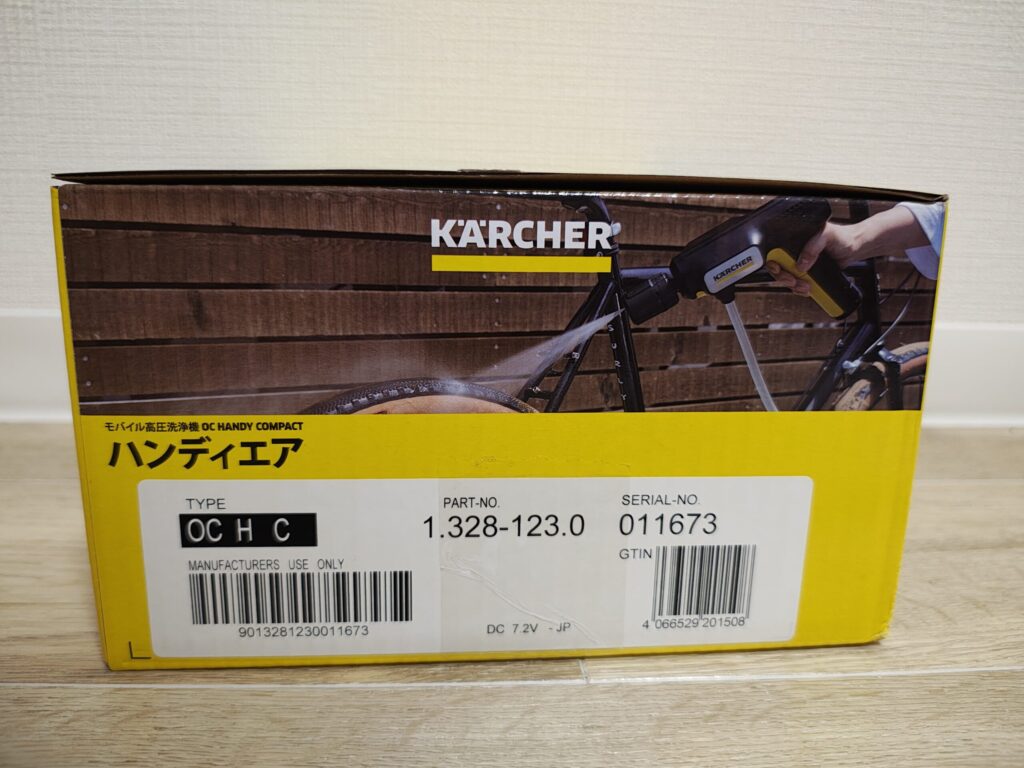 KÄRCHER
KÄRCHER
モバイル高圧洗浄機 OC HANDY COMPACT
ハンディエア
TYPE
OC H C
PART-NO.
1.328-123.0
SERIAL-NO.
011673
GTIN
MANUFACTURERS USE ONLY
9013281230011673
DC 7.2V - JP
4 066529 201508